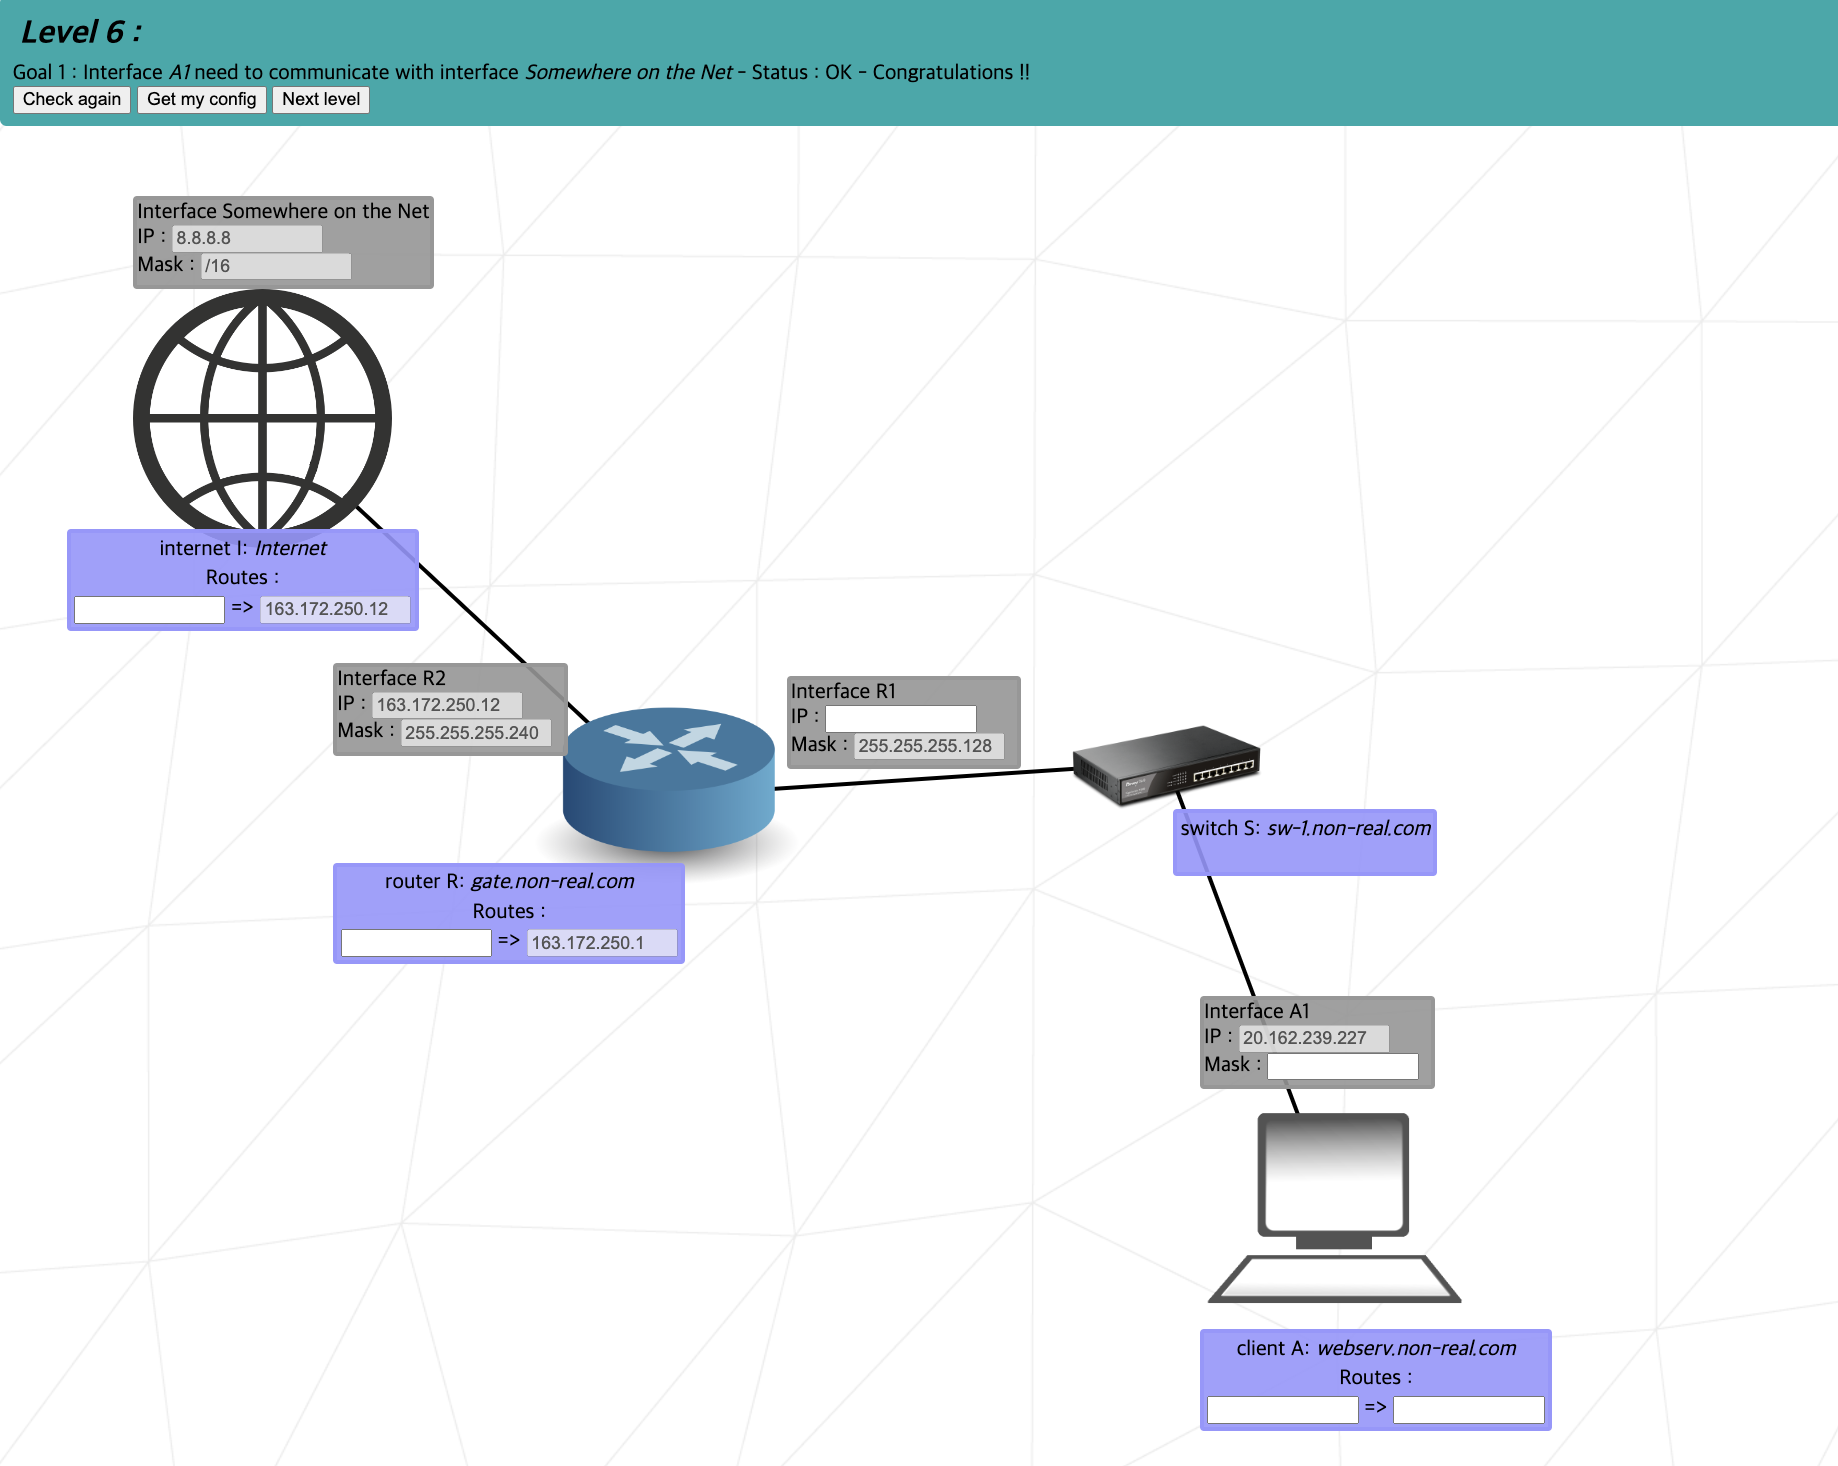 Level 6 :
Goal 1 : Interface A1 need to communicate with interface Somewhere on the Net - Status : OK - Congratulations !!
Check again Get my config Next level
Interface Somewhere on the Net
IP : 8.8.8.8
Mask : /16
internet I: Internet
Routes :
=> 163.172.250.12
Interface R2
IP : 163.172.250.12
Mask : 255.255.255.240
Interface R1
IP :
Mask : 255.255.255.128
switch S: sw-1.non-real.com
router R: gate.non-real.com
Routes :
=> 163.172.250.1
Interface A1
IP : 20.162.239.227
Mask :
client A: webserv.non-real.com
Routes :
=>